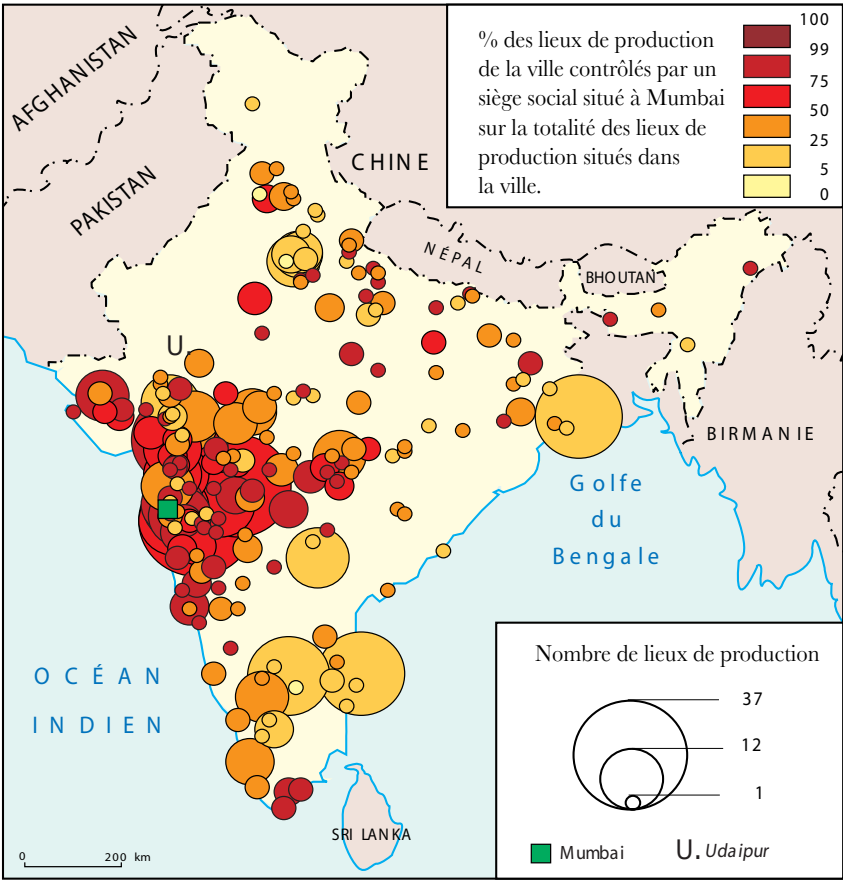 % des lieux de production
de la ville contrôlés par un
siège social situé à Mumbai
sur la totalité des lieux de
production situés dans
la ville.
100
99
75
50
25
5
0
AFGHANISTAN
PAKISTAN
CHINE
NÉPAL
BHOUTAN
BIRMANIE
U.
Golfe
du
Bengale
OCÉAN
INDIEN
SRI LANKA
0 200 km
Nombre de lieux de production
37
12
1
Mumbai
U. Udaipur